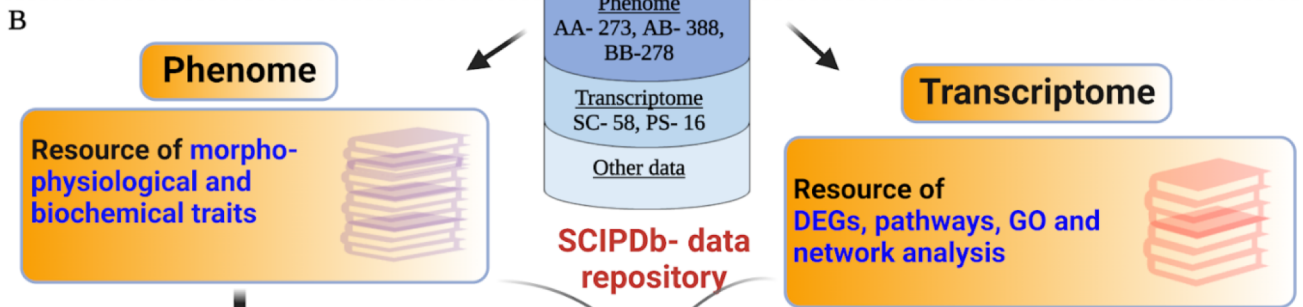 B
Phenome
AA- 273, AB- 388,
BB-278
Transcriptome
SC- 58, PS- 16
Other data
SCIPDb- data
repository
Phenome
Resource of morpho-
physiological and
biochemical traits
Transcriptome
Resource of
DEGs, pathways, GO and
network analysis